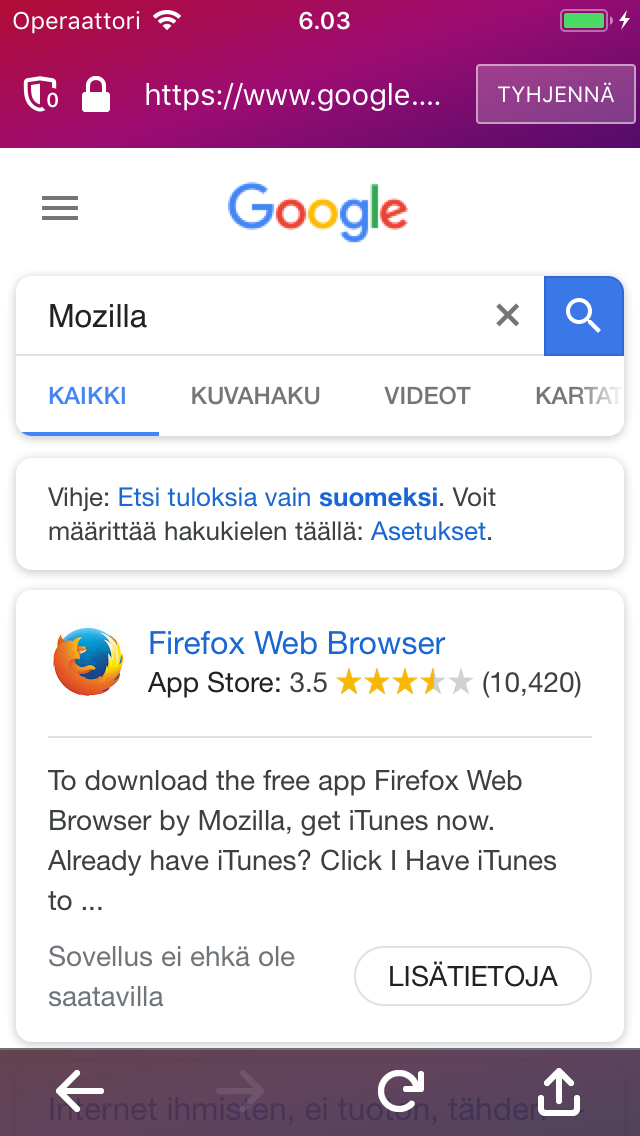 Operaattori 6.03
0 https://www.google.... TYHJENNÄ
Google
Mozilla
KAIKKI KUVAHAKU VIDEOT KARTAT
Vihje: Etsi tuloksia vain suomeksi. Voit
määrittää hakukielen täällä: Asetukset.
Firefox Web Browser
App Store: 3.5 (10,420)
To download the free app Firefox Web
Browser by Mozilla, get iTunes now.
Already have iTunes? Click I Have iTunes
to ...
Sovellus ei ehkä ole
saatavilla
LISÄTIETOJA
Internet ihmisten, ei tuoton, tähden